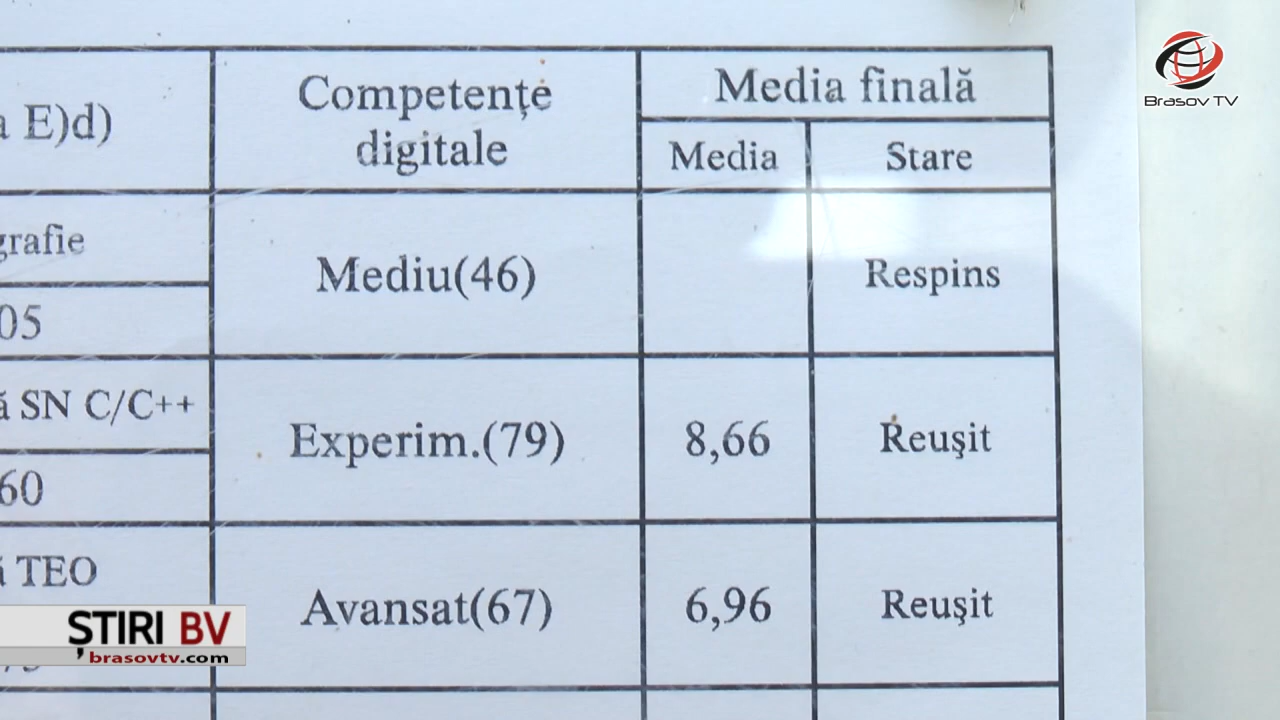 a E)d)
Competențe
digitale
Media finală
Media
Stare
grafie
05
Mediu(46)
Respins
ă SN C/C++
60
Experim.(79)
8,66
Reuşit
ă TEO
Avansat(67)
6,96
Reuşit
BRASOV TV
ȘTIRI BV
brasovtv.com